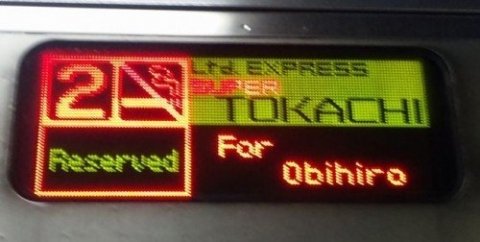 2
Ltd. EXPRESS
SUPER
TOKACHI
Reserved
For
Obihiro